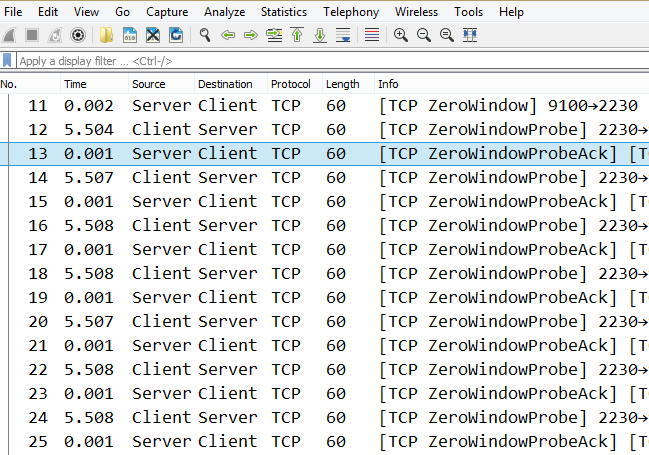 File Edit View Go Capture Analyze Statistics Telephony Wireless Tools Help
Apply a display filter ... <Ctrl-/>
No. Time Source Destination Protocol Length Info
11 0.002 Server Client TCP 60 [TCP ZeroWindow] 9100→2230
12 5.504 Client Server TCP 60 [TCP ZeroWindowProbe] 2230→
13 0.001 Server Client TCP 60 [TCP ZeroWindowProbeAck] [T
14 5.507 Client Server TCP 60 [TCP ZeroWindowProbe] 2230→
15 0.001 Server Client TCP 60 [TCP ZeroWindowProbeAck] [T
16 5.508 Client Server TCP 60 [TCP ZeroWindowProbe] 2230→
17 0.001 Server Client TCP 60 [TCP ZeroWindowProbeAck] [T
18 5.508 Client Server TCP 60 [TCP ZeroWindowProbe] 2230→
19 0.001 Server Client TCP 60 [TCP ZeroWindowProbeAck] [T
20 5.507 Client Server TCP 60 [TCP ZeroWindowProbe] 2230→
21 0.001 Server Client TCP 60 [TCP ZeroWindowProbeAck] [T
22 5.508 Client Server TCP 60 [TCP ZeroWindowProbe] 2230→
23 0.001 Server Client TCP 60 [TCP ZeroWindowProbeAck] [T
24 5.508 Client Server TCP 60 [TCP ZeroWindowProbe] 2230→
25 0.001 Server Client TCP 60 [TCP ZeroWindowProbeAck] [T